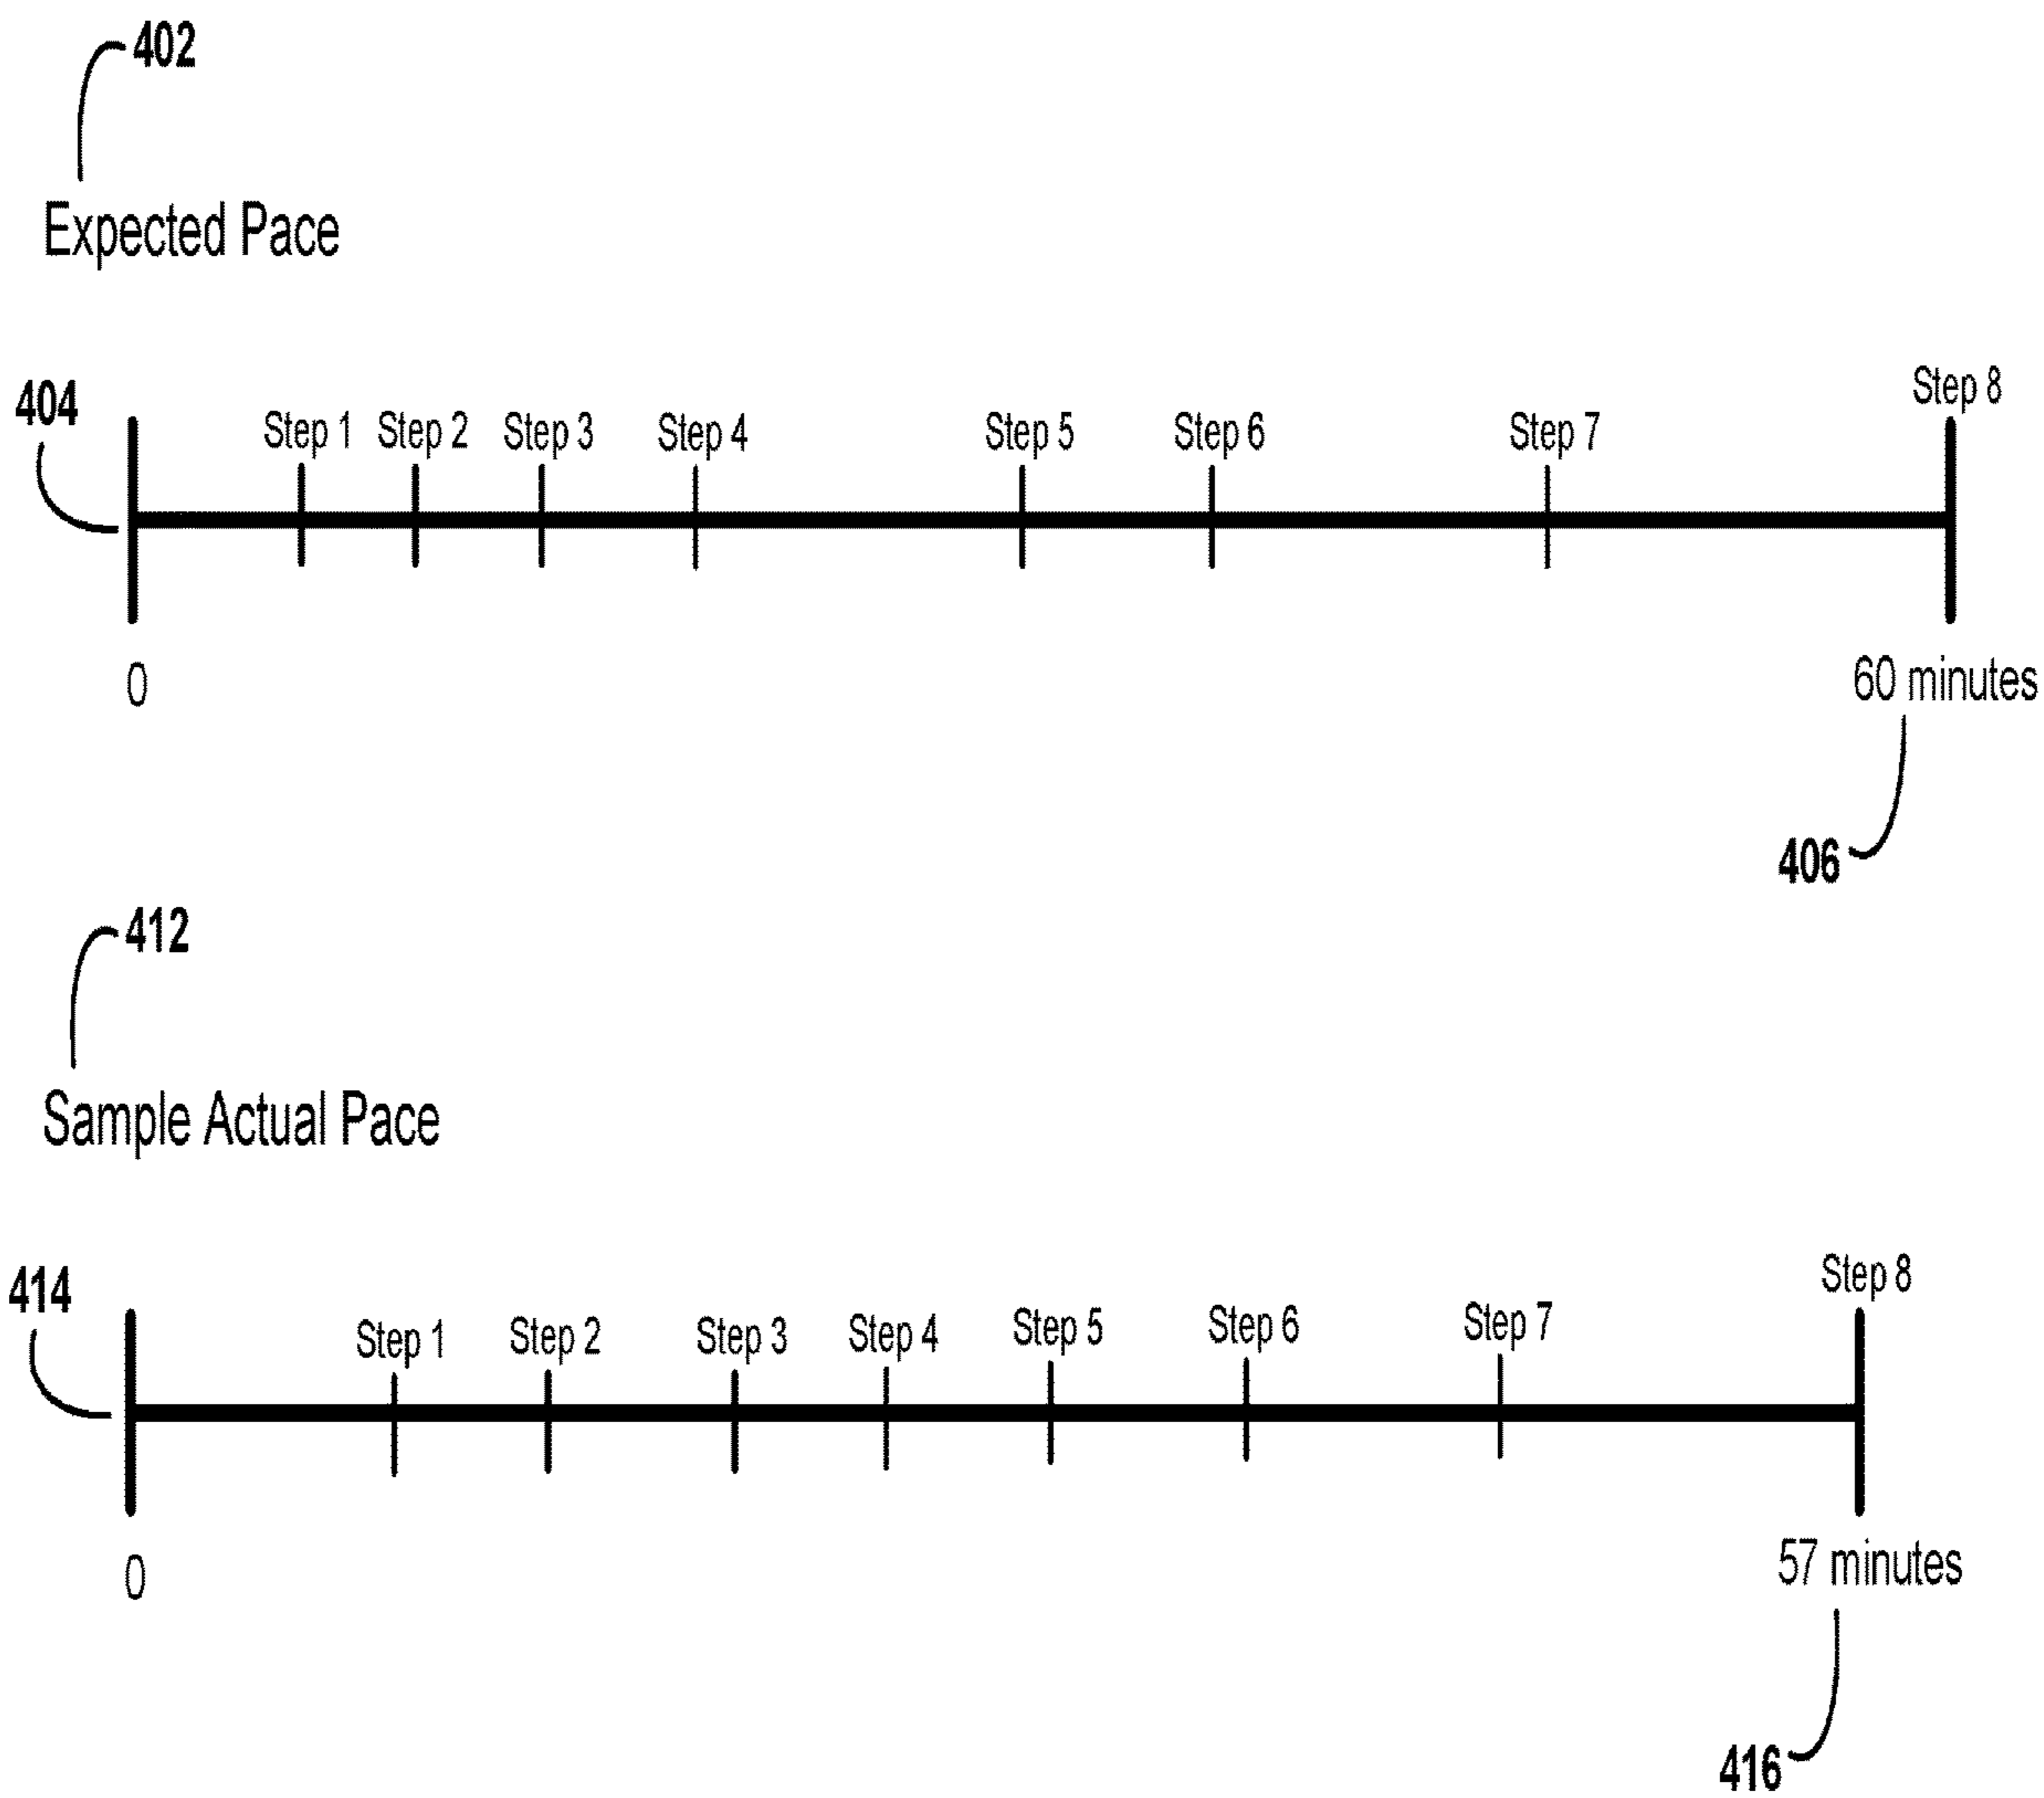 402
Expected Pace
404
Step 1 Step 2 Step 3 Step 4 Step 5 Step 6 Step 7 Step 8
0 60 minutes
406
412
Sample Actual Pace
414
Step 1 Step 2 Step 3 Step 4 Step 5 Step 6 Step 7 Step 8
0 57 minutes
416